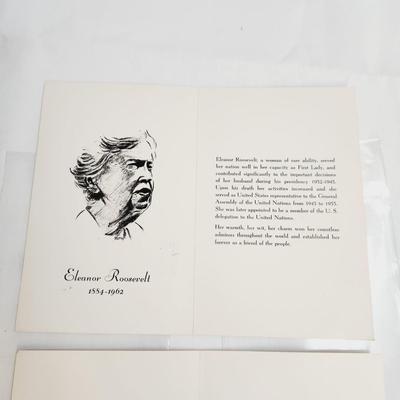 Eleanor Roosevelt
1884-1962
Eleanor Roosevelt, a woman of rare ability, served
her nation well in her capacity as First Lady, and
contributed significantly to the important decisions
of her husband during his presidency 1932-1945.
Upon his death her activities increased and she
served as United States representative to the General
Assembly of the United Nations from 1945 to 1953.
She was later appointed to be a member of the U. S.
delegation to the United Nations.
Her warmth, her wit, her charm won her countless
admirers throughout the world and established her
forever as a friend of the people.